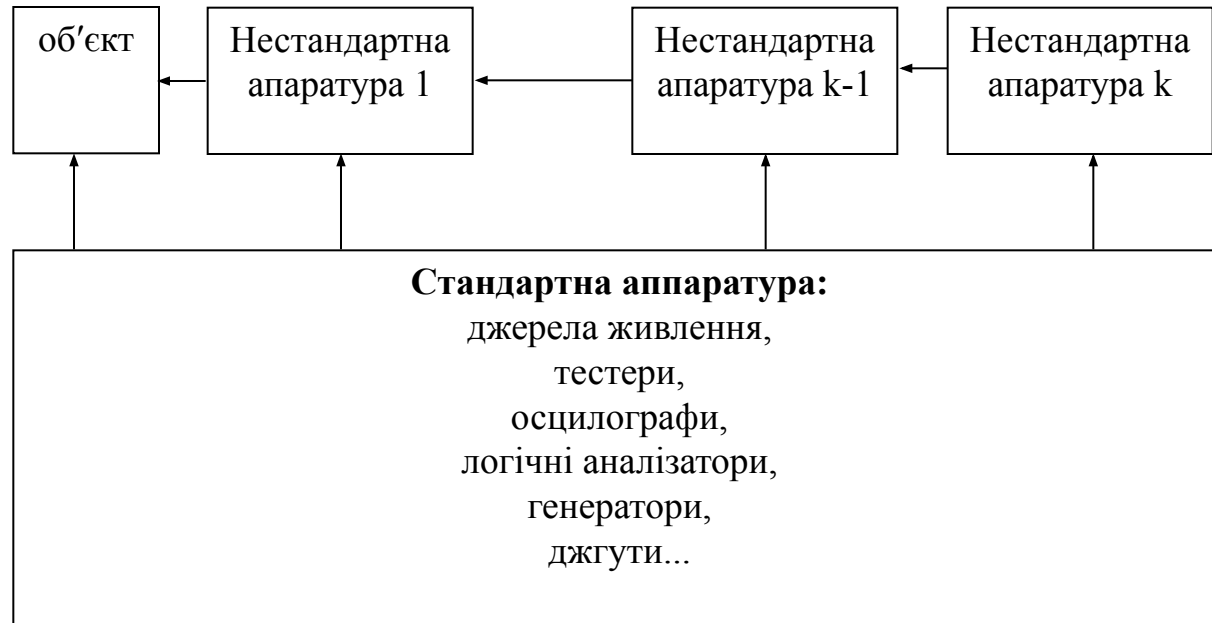 об'єкт
Нестандартна
апаратура 1
Нестандартна
апаратура k-1
Нестандартна
апаратура k
Стандартна аппаратура:
джерела живлення,
тестери,
осцилографи,
логічні аналізатори,
генератори,
джгути...